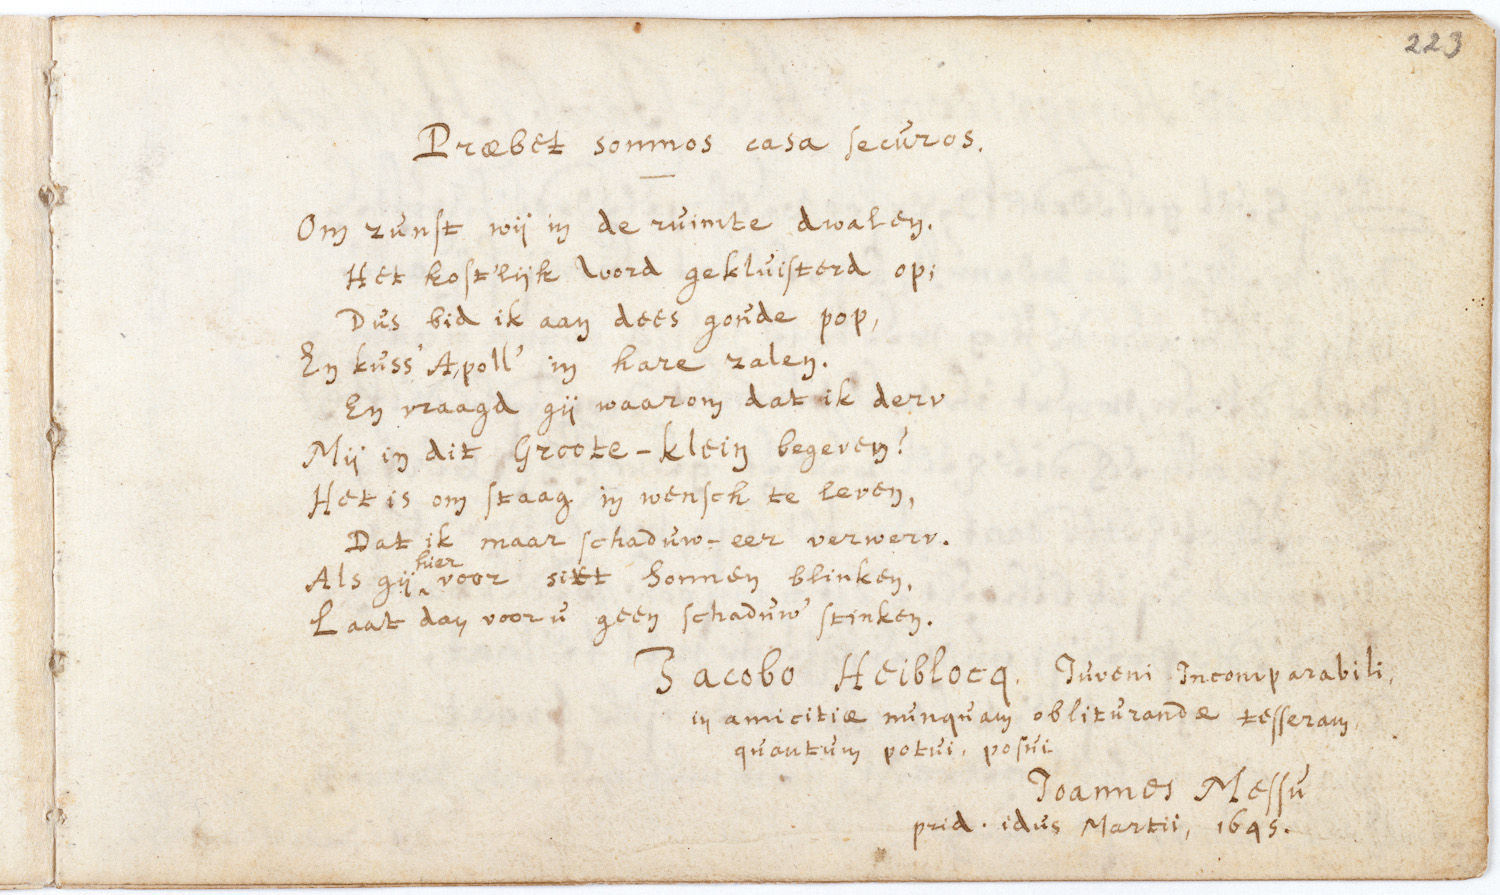 223
Præbet somnos casa securos.
Om zunst wij in de ruimte dwalen.
Het kost'lijk word gekluisterd op;
Dus bid ik aan dees goude pop,
En kuss' Apoll' in hare zalen.
En vraagd gij waarom dat ik derv
Mij in dit Groote-klein begeven?
Het is om staag in wensch te leven,
Dat ik maar schaduw-eer verwerv.
Als gij hier voor siet Sonnen blinken,
Laat dan voor u geen schaduw' stinken.
Jacobo Heiblocq. Juveni Incomparabili,
in amicitiæ nunquam obliturandæ tesseram,
quantum potui, posui
Joannes Messu
prid. idus Martii, 1645.